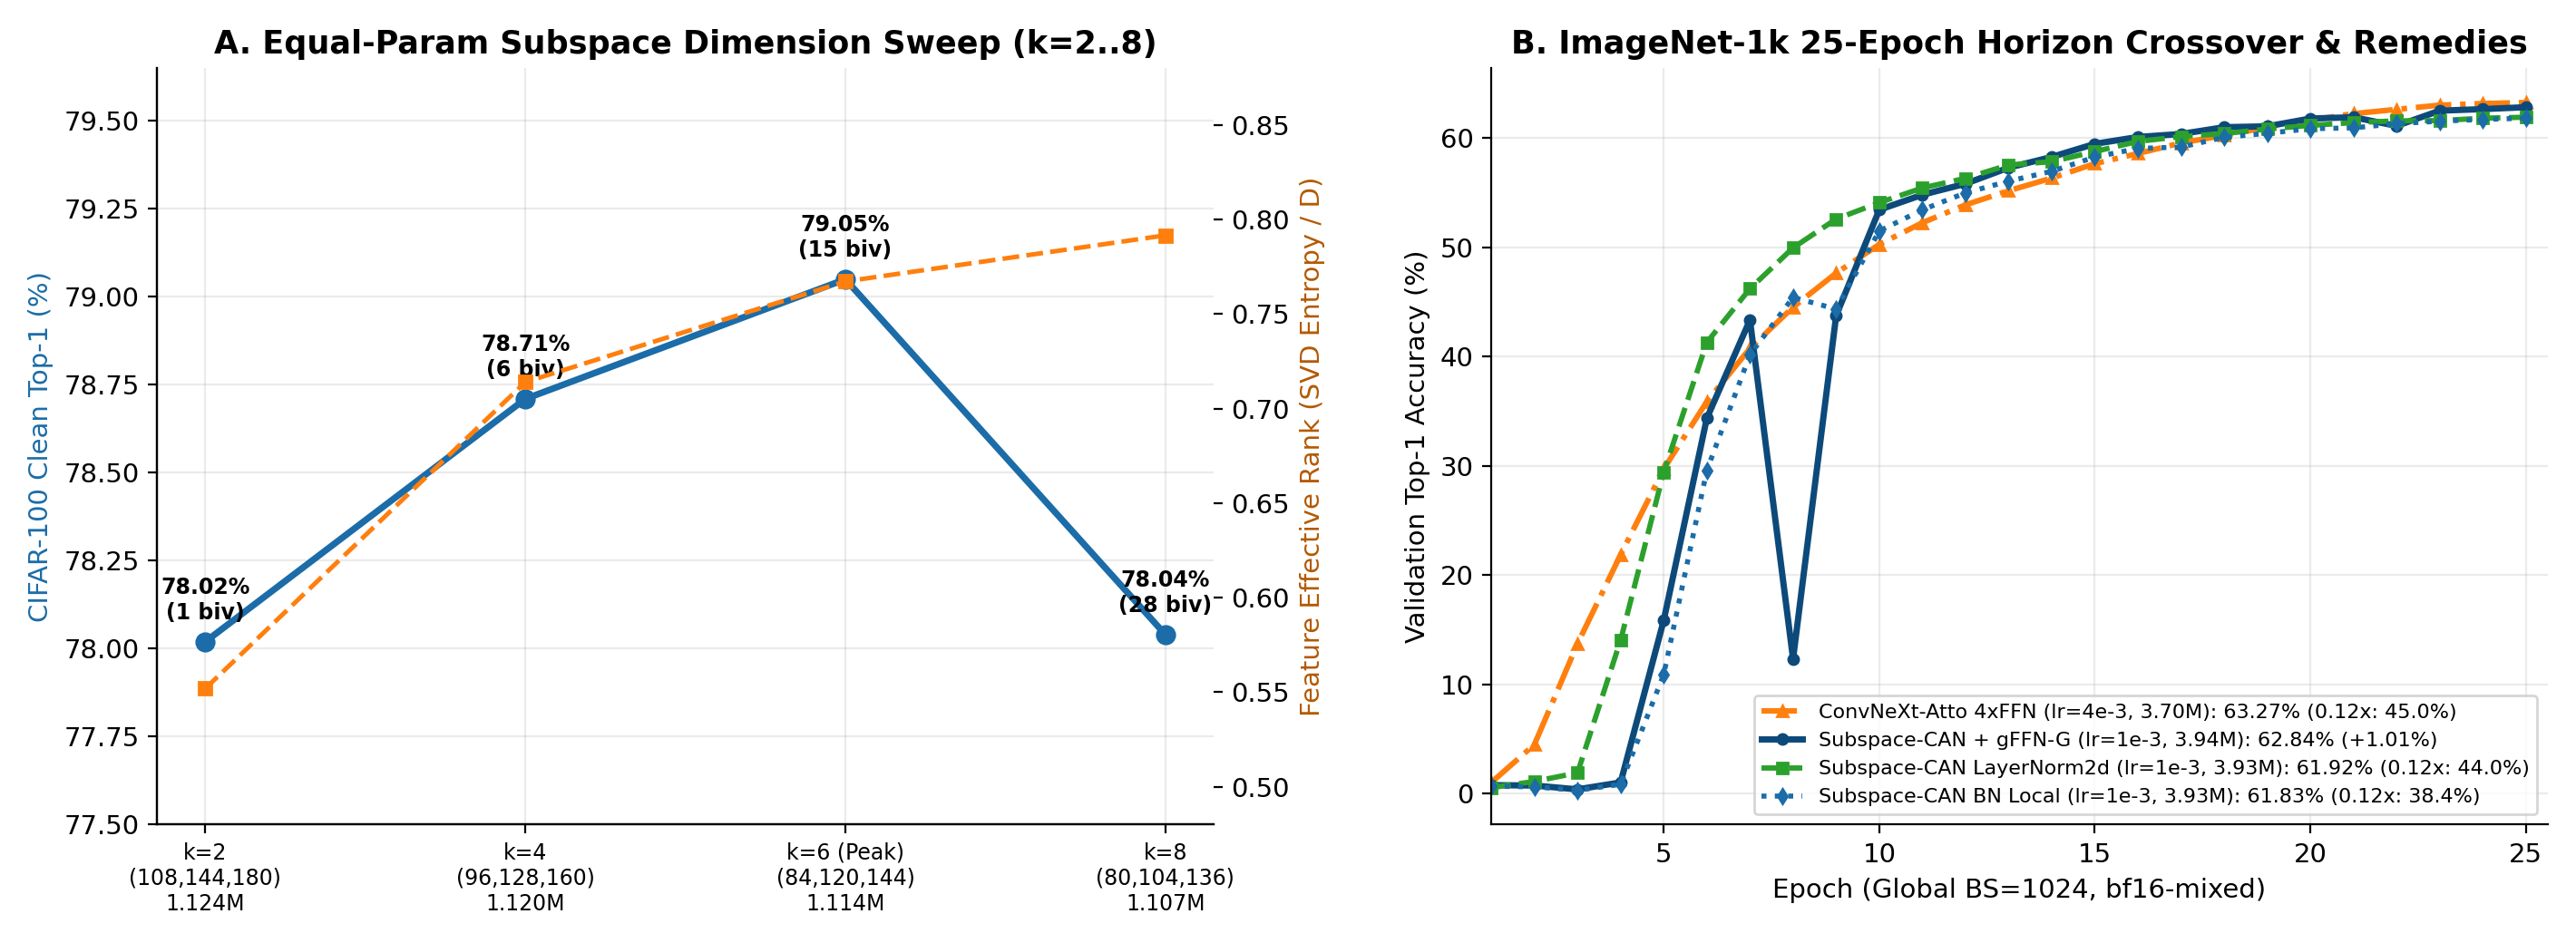 A. Equal-Param Subspace Dimension Sweep (k=2..8)
CIFAR-100 Clean Top-1 (%)
79.50
79.25
79.00
78.75
78.50
78.25
78.00
77.75
77.50
78.02%
(1 biv)
78.71%
(6 biv)
79.05%
(15 biv)
78.04%
(28 biv)
0.85
0.80
0.75
0.70
0.65
0.60
0.55
0.50
Feature Effective Rank (SVD Entropy / D)
k=2
(108,144,180)
1.124M
k=4
(96,128,160)
1.120M
k=6 (Peak)
(84,120,144)
1.114M
k=8
(80,104,136)
1.107M
B. ImageNet-1k 25-Epoch Horizon Crossover & Remedies
Validation Top-1 Accuracy (%)
60
50
40
30
20
10
0
ConvNeXt-Atto 4xFFN (lr=4e-3, 3.70M): 63.27% (0.12x: 45.0%)
Subspace-CAN + gFFN-G (lr=1e-3, 3.94M): 62.84% (+1.01%)
Subspace-CAN LayerNorm2d (lr=1e-3, 3.93M): 61.92% (0.12x: 44.0%)
Subspace-CAN BN Local (lr=1e-3, 3.93M): 61.83% (0.12x: 38.4%)
5
10
15
20
25
Epoch (Global BS=1024, bf16-mixed)